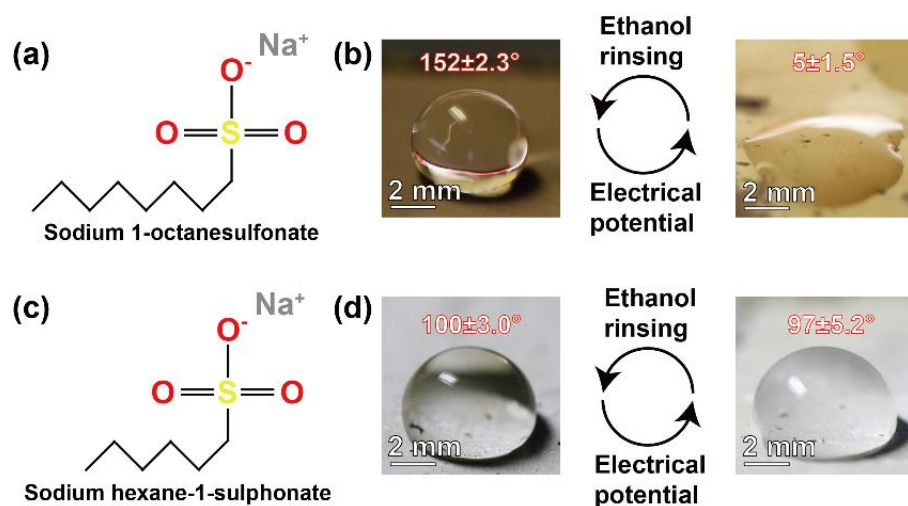 (a)
Na⁺
O⁻
O S O
Sodium 1-octanesulfonate
(b)
152±2.3°
2 mm
Ethanol
rinsing
Electrical
potential
5±1.5°
2 mm
(c)
Na⁺
O⁻
O S O
Sodium hexane-1-sulphonate
(d)
100±3.0°
2 mm
Ethanol
rinsing
Electrical
potential
97±5.2°
2 mm